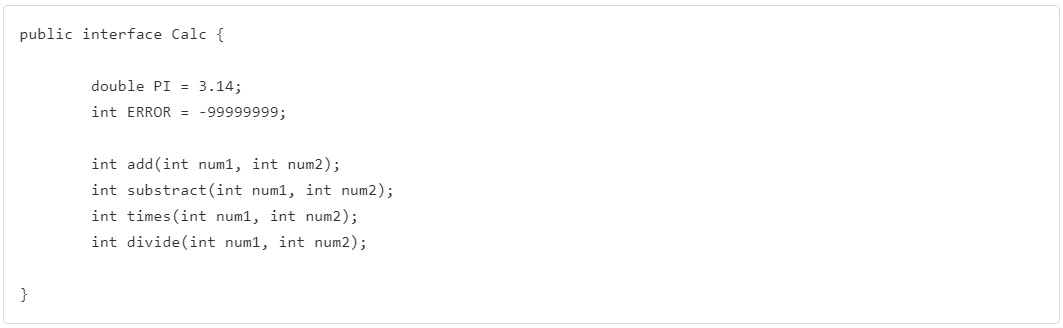 public interface Calc {
double PI = 3.14;
int ERROR = -99999999;
int add(int num1, int num2);
int substract(int num1, int num2);
int times(int num1, int num2);
int divide(int num1, int num2);
}